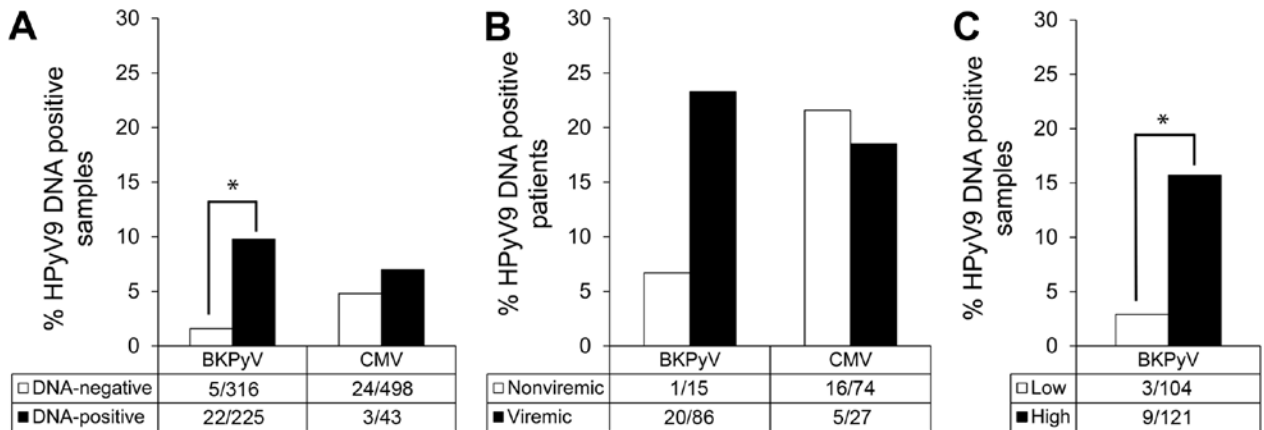 A
% HPyV9 DNA positive
samples
30
25
20
15
10
5
0
*
BKPyV CMV
DNA-negative 5/316 24/498
DNA-positive 22/225 3/43
B
% HPyV9 DNA positive
patients
30
25
20
15
10
5
0
BKPyV CMV
Nonviremic 1/15 16/74
Viremic 20/86 5/27
C
% HPyV9 DNA positive
samples
30
25
20
15
10
5
0
*
BKPyV
Low 3/104
High 9/121